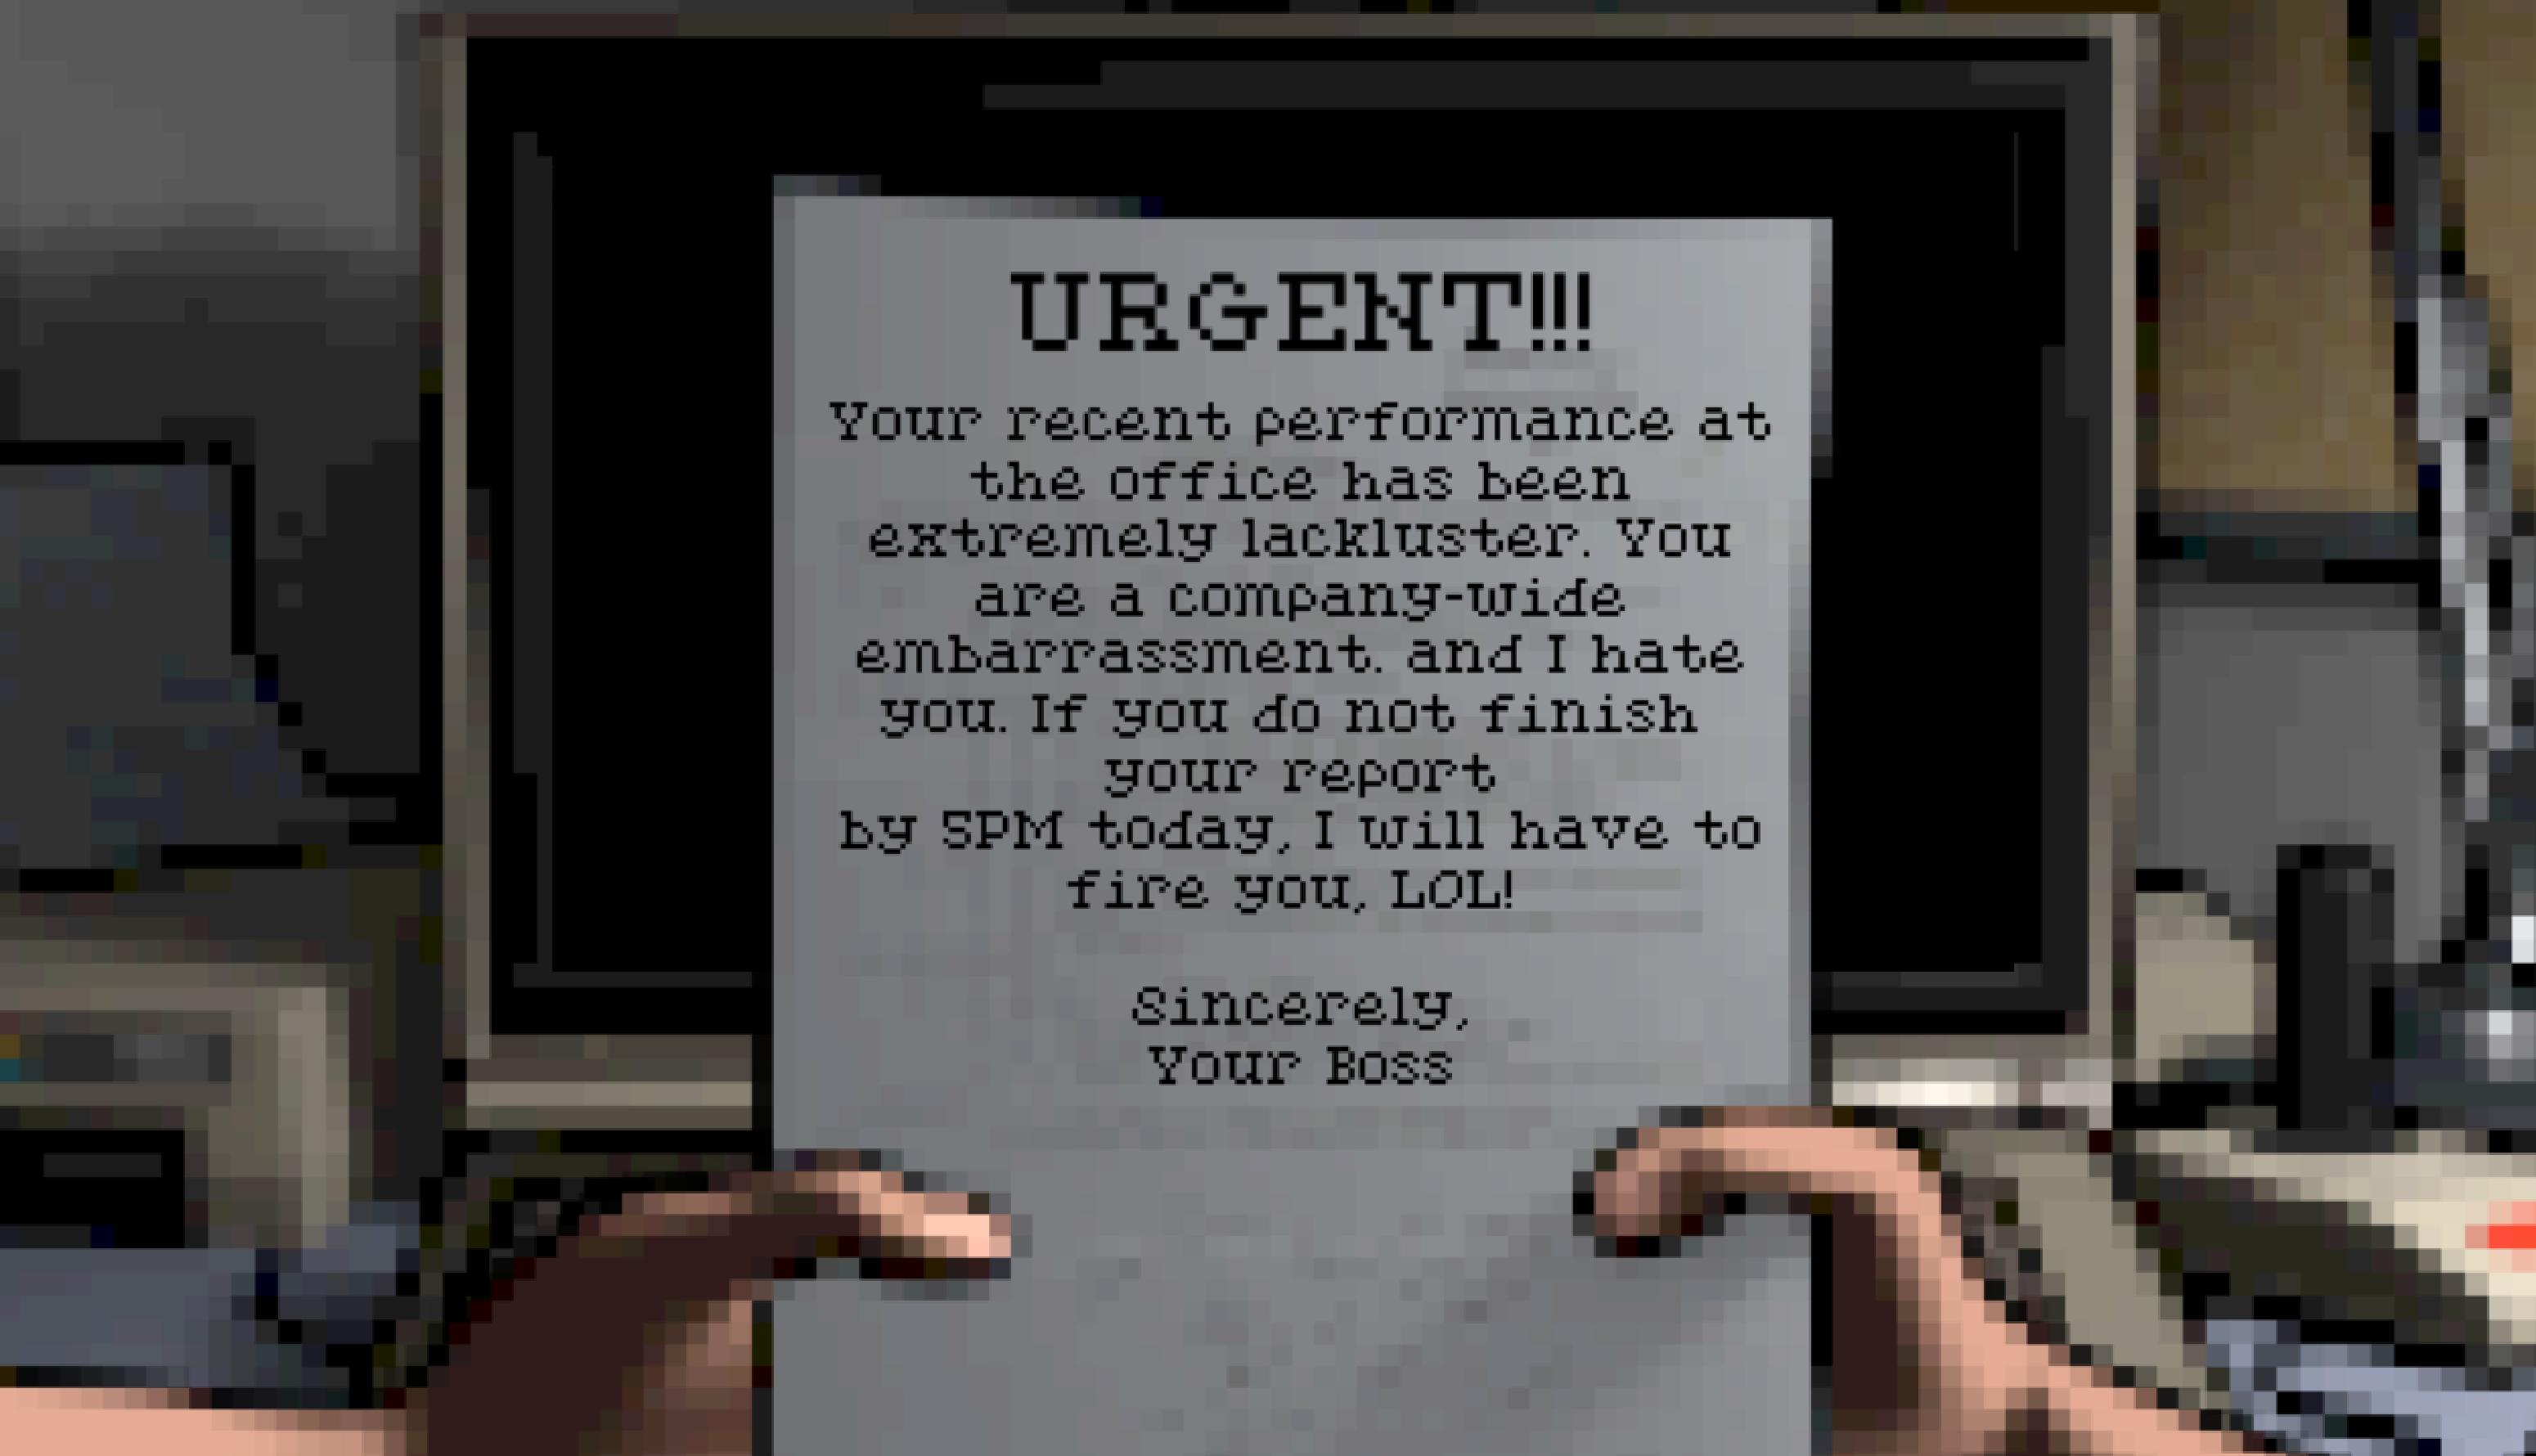 URGENT!!!
Your recent performance at
the office has been
extremely lackluster. You
are a company-wide
embarrassment. and I hate
you. If you do not finish
your report
by 5PM today, I will have to
fire you, LOL!
Sincerely,
Your Boss